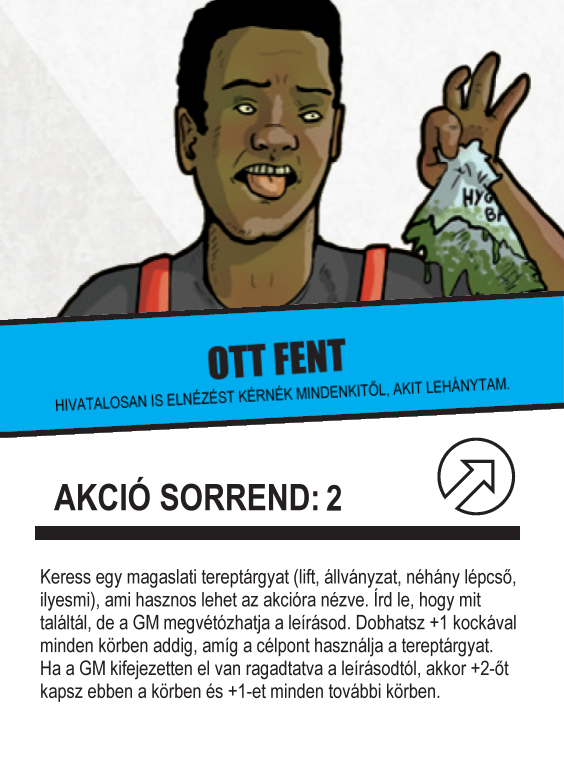 HYG
BA
OTT FENT
HIVATALOSAN IS ELNÉZÉST KÉRNÉK MINDENKITŐL, AKIT LEHÁNYTAM.
AKCIÓ SORREND: 2
Keress egy magaslati tereptárgyat (lift, állványzat, néhány lépcső,
ilyesmi), ami hasznos lehet az akcióra nézve. Írd le, hogy mit
találtál, de a GM megvétózhatja a leírásod. Dobhatsz +1 kockával
minden körben addig, amíg a célpont használja a tereptárgyat.
Ha a GM kifejezetten el van ragadtatva a leírásodtól, akkor +2-őt
kapsz ebben a körben és +1-et minden további körben.